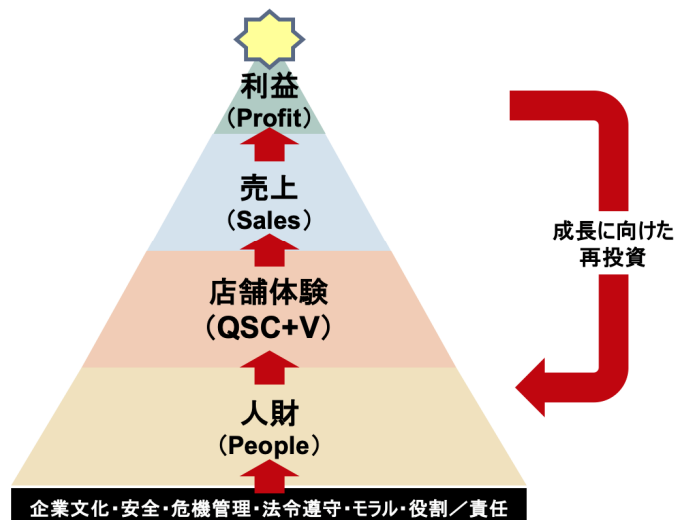 利益
（Profit）
売上
（Sales）
店舗体験
（QSC+V）
人財
（People）
企業文化・安全・危機管理・法令遵守・モラル・役割／責任
成長に向けた
再投資